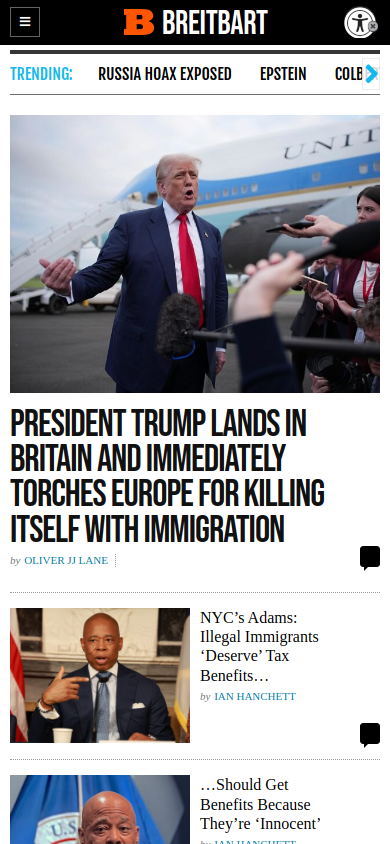 BREITBART
TRENDING: RUSSIA HOAX EXPOSED EPSTEIN COLB
UNIT
PRESIDENT TRUMP LANDS IN
BRITAIN AND IMMEDIATELY
TORCHES EUROPE FOR KILLING
ITSELF WITH IMMIGRATION
by OLIVER JJ LANE
NYC’s Adams:
Illegal Immigrants
‘Deserve’ Tax
Benefits…
by IAN HANCHETT
…Should Get
Benefits Because
They’re ‘Innocent’
by IAN HANCHETT
U.S.